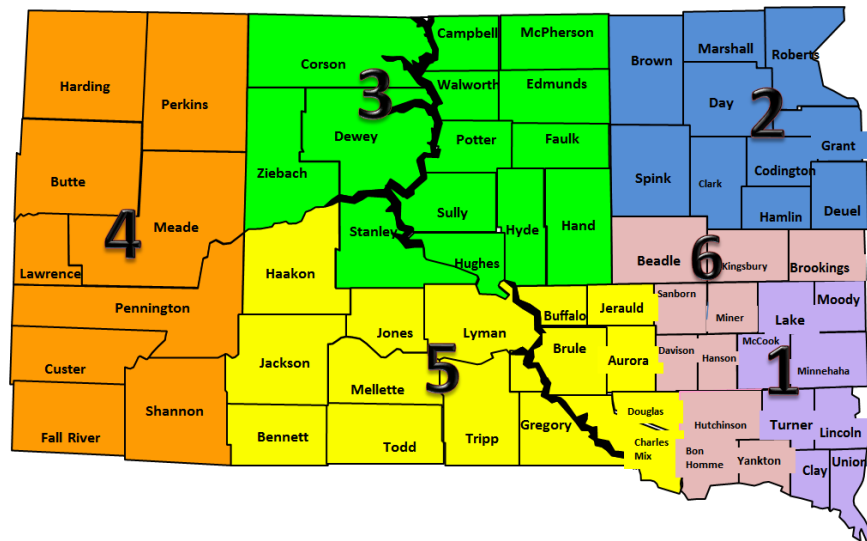 Campbell
McPherson
Marshall
Roberts
Brown
Corson
Harding
Perkins
Walworth
Edmunds
3
Day
2
Dewey
Potter
Faulk
Grant
Butte
Ziebach
Spink
Clark
Codington
Meade
Sully
Hyde
Hand
Hamlin
Deuel
4
Stanley
Lawrence
Haakon
Hughes
Beadle
6
Kingsbury
Brookings
Pennington
Buffalo
Jerauld
Sanborn
Miner
Lake
Moody
Jones
Lyman
Custer
Jackson
5
Brule
Aurora
Davison
Hanson
McCook
1
Minnehaha
Mellette
Shannon
Fall River
Bennett
Todd
Tripp
Gregory
Douglas
Charles
Mix
Hutchinson
Turner
Lincoln
Bon
Homme
Yankton
Clay
Union